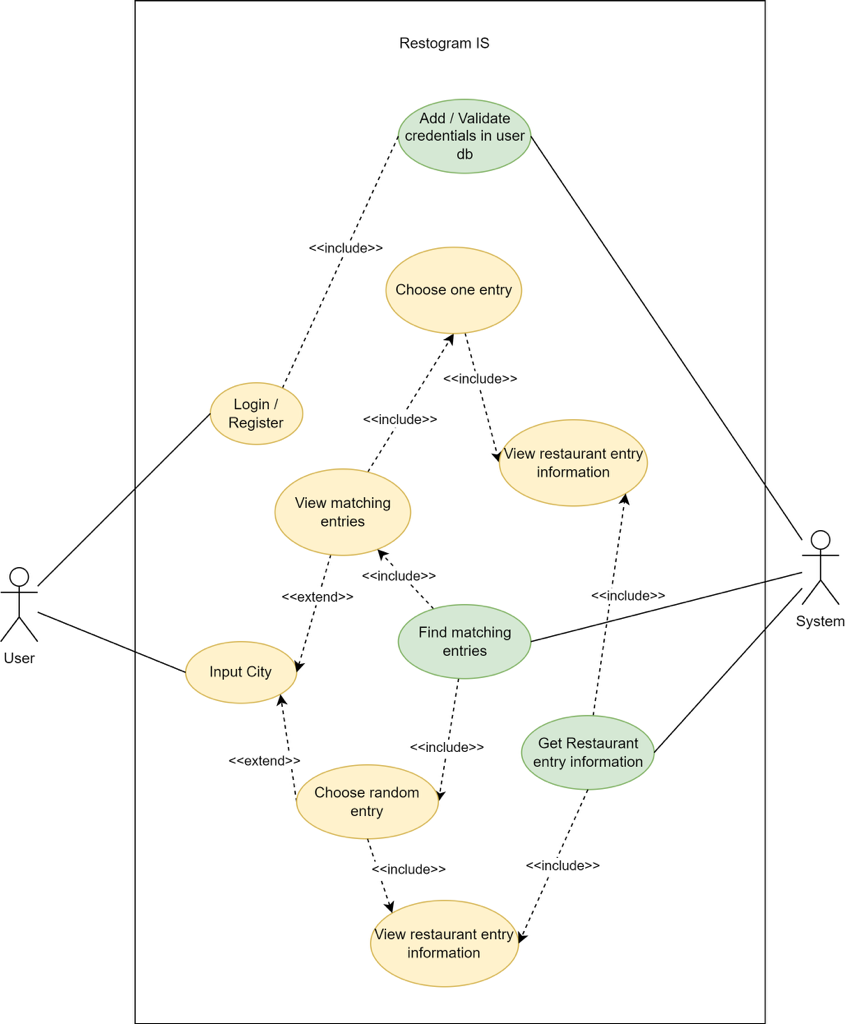 Restogram IS
Add / Validate
credentials in user
db
<<include>>
Choose one entry
<<include>>
Login /
Register
<<include>>
View restaurant entry
information
View matching
entries
<<include>>
<<extend>>
<<include>>
System
Find matching
entries
User
Input City
Get Restaurant
entry information
<<include>>
<<extend>>
Choose random
entry
<<include>>
<<include>>
View restaurant entry
information